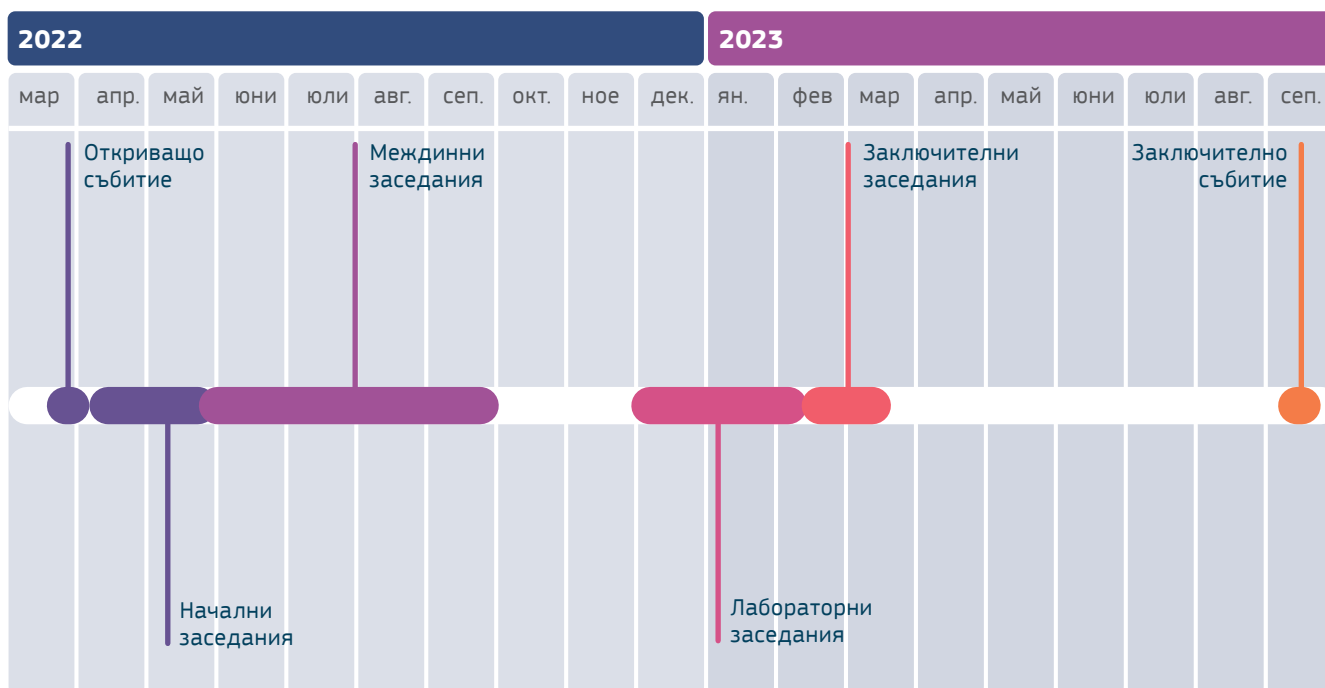 2022 2023
мар апр. май юни юли авг. сеп. окт. ное дек. ян. фев мар апр. май юни юли авг. сеп.
Откриващо
събитие
Междинни
заседания
Заключителни
заседания
Заключително
събитие
Начални
заседания
Лабораторни
заседания